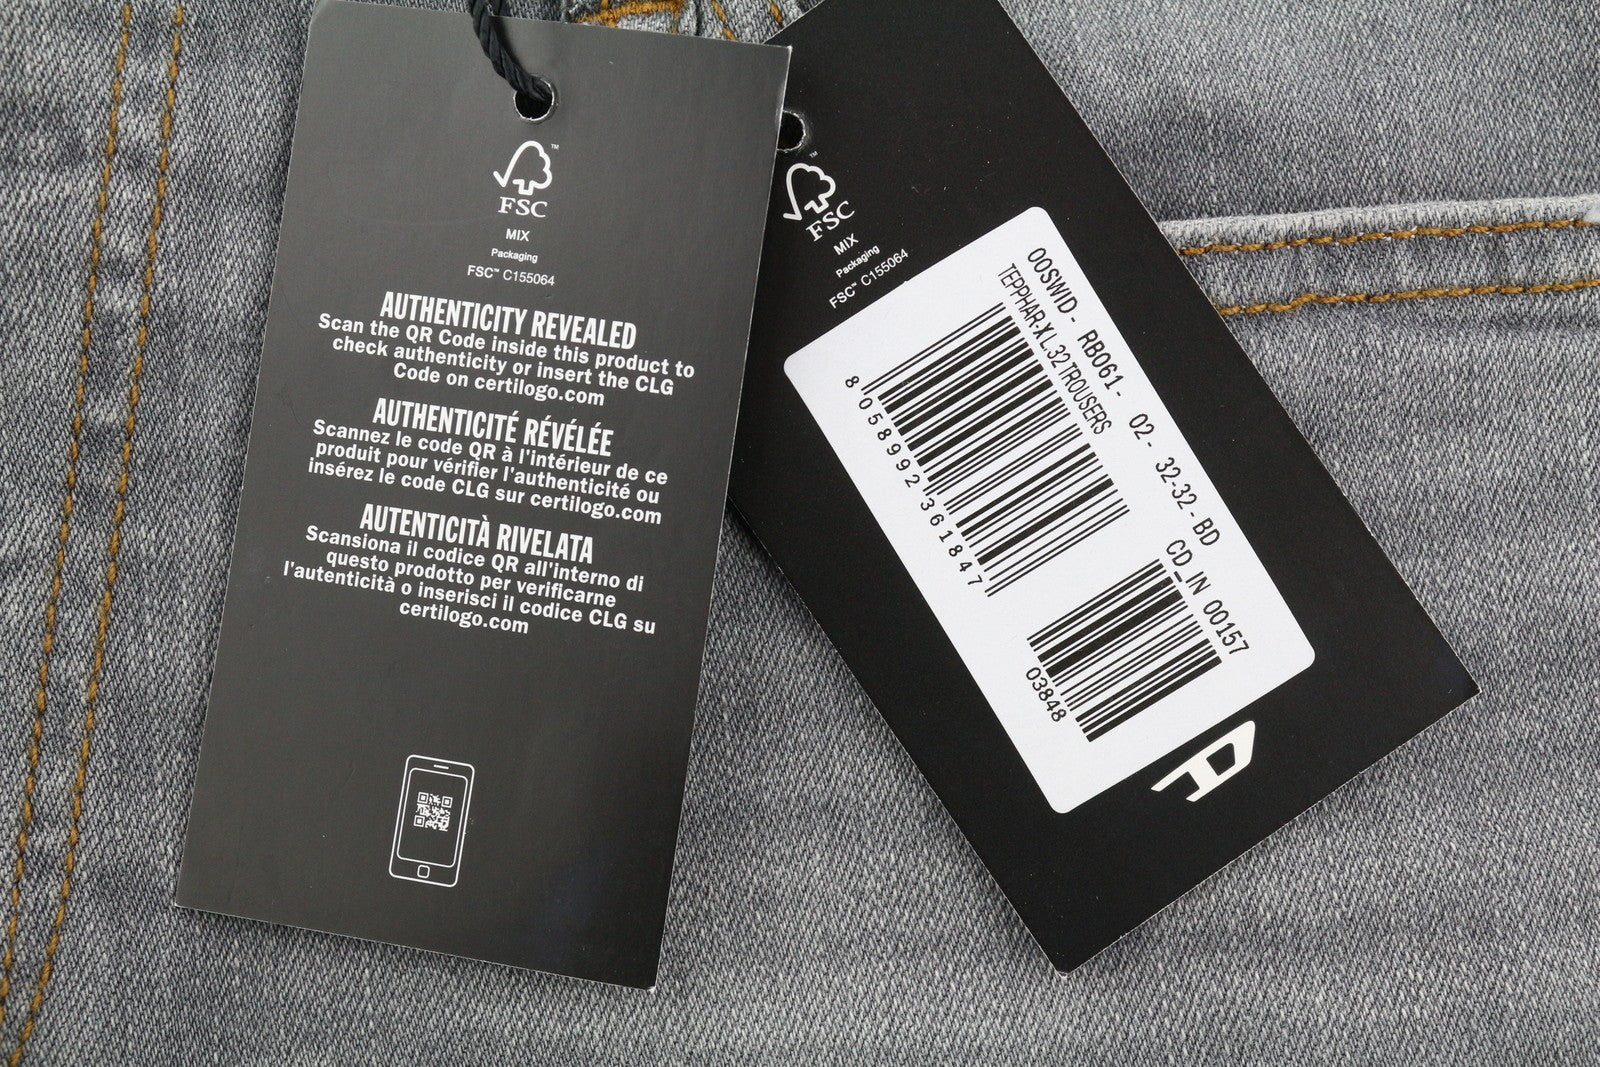 FSC™
MIX
Packaging
FSC™ C155064
AUTHENTICITY REVEALED
Scan the QR Code inside this product to
check authenticity or insert the CLG
Code on certilogo.com
AUTHENTICITÉ RÉVÉLÉE
Scannez le code QR à l'intérieur de ce
produit pour vérifier l'authenticité ou
insérez le code CLG sur certilogo.com
AUTENTICITÀ RIVELATA
Scansiona il codice QR all'interno di
questo prodotto per verificarne
l'autenticità o inserisci il codice CLG su
certilogo.com
FSC™
MIX
Packaging
FSC™ C155064
00SWID - RB061 - 02 - 32-32 - BD
TEPPHAR-X L.32 TROUSERS
8 058992 361847
CD_IN 00157
03848
D